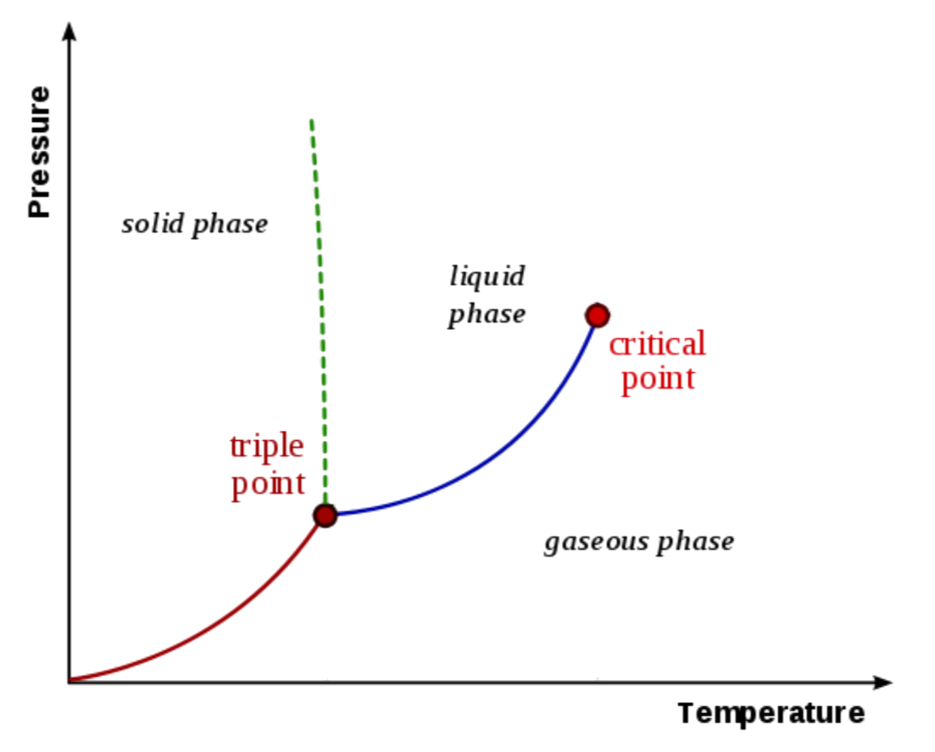 Pressure
solid phase
liquid
phase
critical
point
triple
point
gaseous phase
Temperature